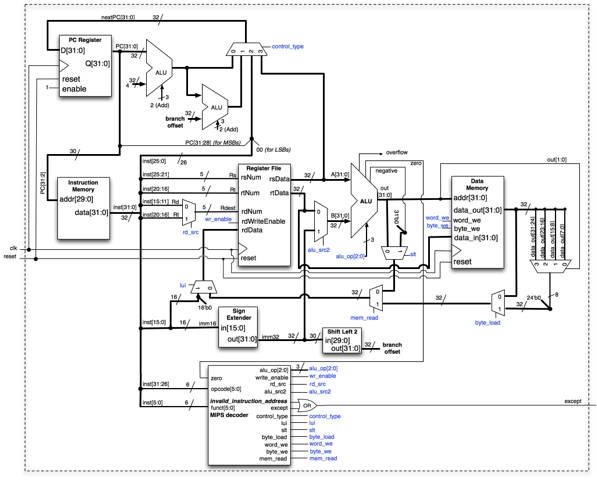 nextPC[31:0]
PC Register
D[31:0]
Q[31:0]
reset
enable
1
PC[31:0]
32
32
4
ALU
3
2 (Add)
32
branch
offset
ALU
3
2 (Add)
0 1 2 3
control_type
30
PC[31:28] (for MSBs)
00 (for LSBs)
PC[31:2]
Instruction
Memory
addr[29:0]
data[31:0]
inst[31:0]
32
inst[25:0]
26
inst[25:21]
5
Rs
inst[20:16]
5
Rt
inst[15:11]
Rd
inst[20:16]
Rt
0
1
rd_src
5
Rdest
wr_enable
Register File
rsNum
rsData
rtNum
rtData
rdNum
rdWriteEnable
rdData
reset
32
32
A[31:0]
B[31:0]
0
1
alu_src2
32
ALU
3
alu_op[2:0]
overflow
zero
negative
out
[31:0]
32
31'b0
0
1
slt
out[1:0]
Data
Memory
addr[31:0]
data_out[31:0]
word_we
byte_we
data_in[31:0]
reset
word_we
byte_we
32
data_out[31:24]
data_out[23:16]
data_out[15:8]
data_out[7:0]
3 2 1 0
8
24'b0
32
0
1
byte_load
32
0
1
mem_read
32
clk
reset
lui
1 0
16
16'b0
inst[15:0]
16
imm16
Sign
Extender
in[15:0]
out[31:0]
imm32
32
30
Shift Left 2
in[29:0]
out[31:0]
32
branch
offset
inst[31:26]
6
inst[5:0]
6
zero
opcode[5:0]
invalid_instruction_address
funct[5:0]
MIPS decoder
alu_op[2:0]
write_enable
rd_src
alu_src2
except
control_type
lui
slt
byte_load
word_we
byte_we
mem_read
3
alu_op[2:0]
wr_enable
rd_src
alu_src2
OR
except
control_type
lui
slt
byte_load
word_we
byte_we
mem_read